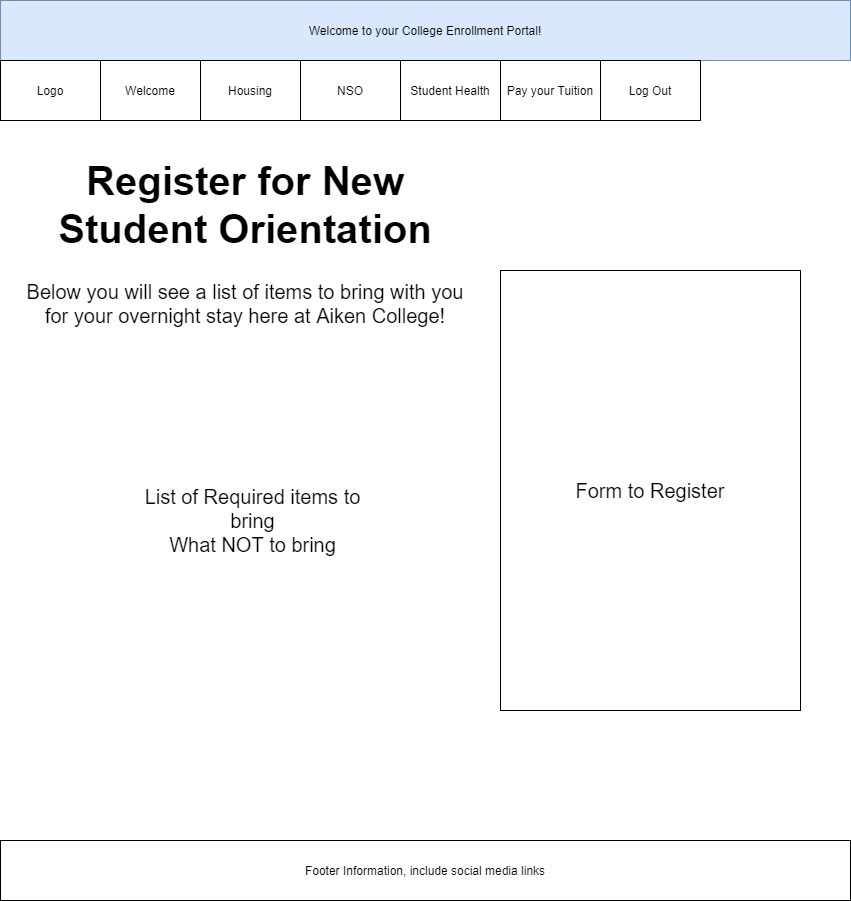 Welcome to your College Enrollment Portal!
Logo
Welcome
Housing
NSO
Student Health
Pay your Tuition
Log Out
Register for New
Student Orientation
Below you will see a list of items to bring with you
for your overnight stay here at Aiken College!
List of Required items to
bring
What NOT to bring
Form to Register
Footer Information, include social media links